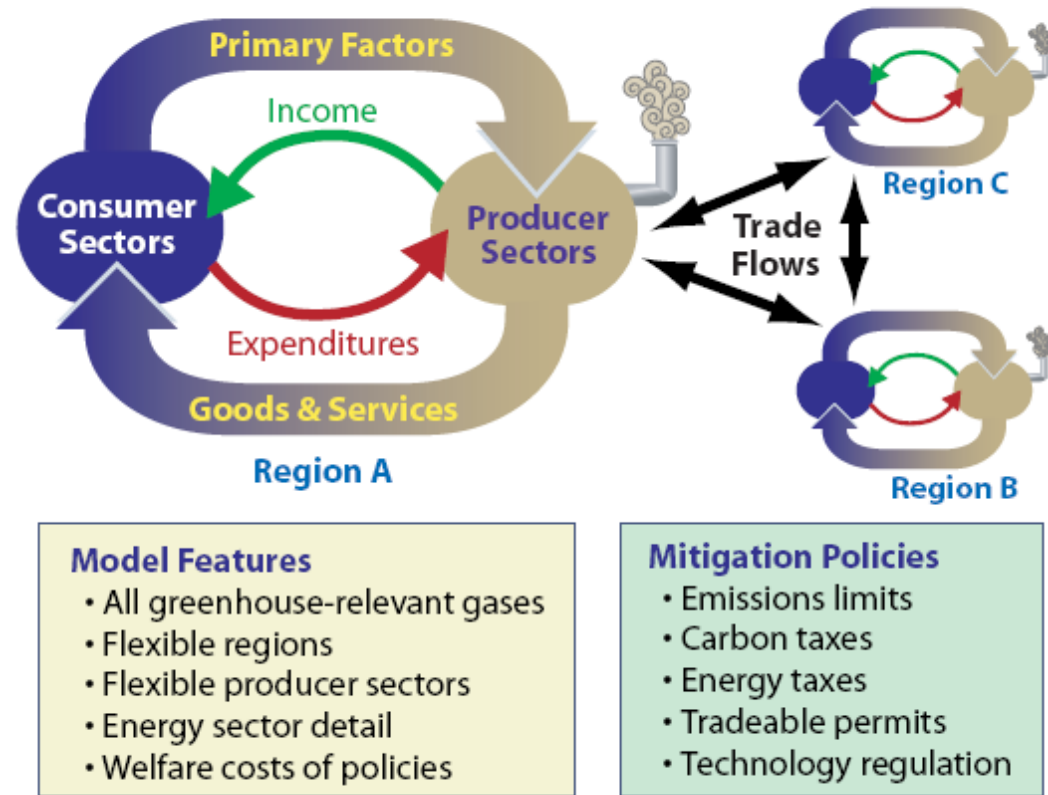 Primary Factors
Income
Consumer
Sectors
Producer
Sectors
Expenditures
Goods & Services
Region A
Trade
Flows
Region C
Region B
Model Features
• All greenhouse-relevant gases
• Flexible regions
• Flexible producer sectors
• Energy sector detail
• Welfare costs of policies
Mitigation Policies
• Emissions limits
• Carbon taxes
• Energy taxes
• Tradeable permits
• Technology regulation